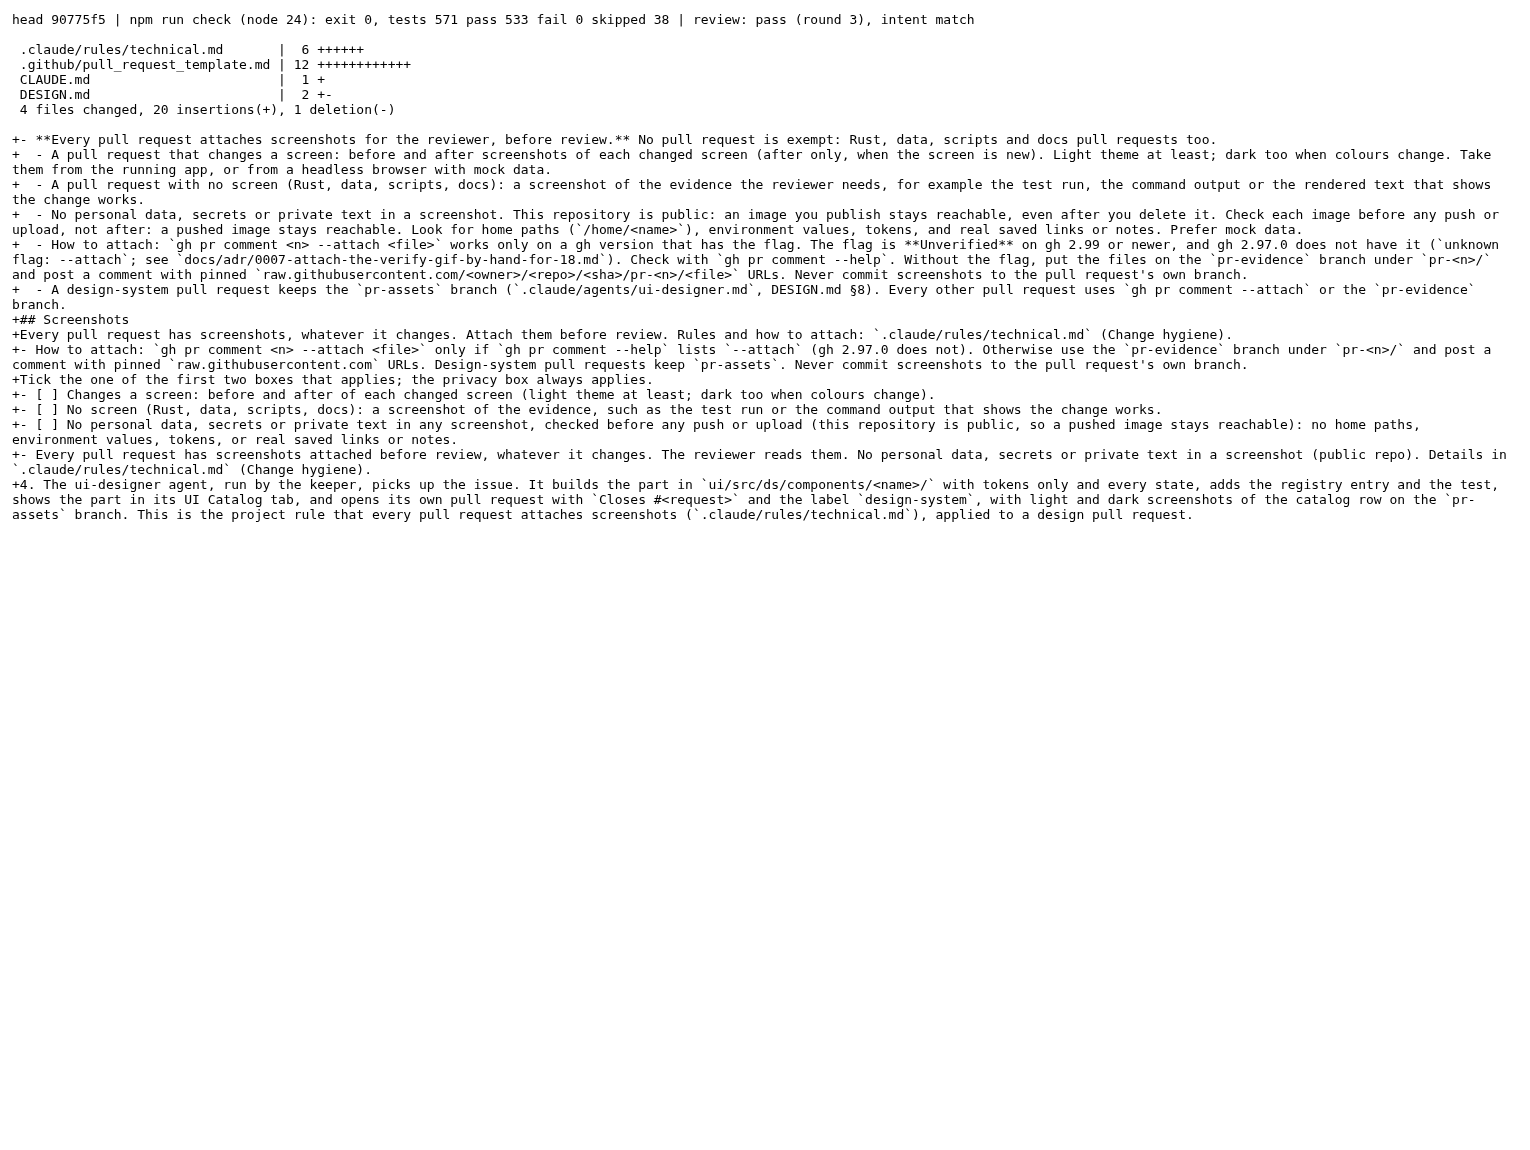 head 90775f5 | npm run check (node 24): exit 0, tests 571 pass 533 fail 0 skipped 38 | review: pass (round 3), intent match
 .claude/rules/technical.md       |  6 ++++++
 .github/pull_request_template.md | 12 ++++++++++++
 CLAUDE.md                        |  1 +
 DESIGN.md                        |  2 +-
 4 files changed, 20 insertions(+), 1 deletion(-)
+- **Every pull request attaches screenshots for the reviewer, before review.** No pull request is exempt: Rust, data, scripts and docs pull requests too.
+  - A pull request that changes a screen: before and after screenshots of each changed screen (after only, when the screen is new). Light theme at least; dark too when colours change. Take
them from the running app, or from a headless browser with mock data.
+  - A pull request with no screen (Rust, data, scripts, docs): a screenshot of the evidence the reviewer needs, for example the test run, the command output or the rendered text that shows
the change works.
+  - No personal data, secrets or private text in a screenshot. This repository is public: an image you publish stays reachable, even after you delete it. Check each image before any push or
upload, not after: a pushed image stays reachable. Look for home paths (`/home/<name>`), environment values, tokens, and real saved links or notes. Prefer mock data.
+  - How to attach: `gh pr comment <n> --attach <file>` works only on a gh version that has the flag. The flag is **Unverified** on gh 2.99 or newer, and gh 2.97.0 does not have it (`unknown
flag: --attach`; see `docs/adr/0007-attach-the-verify-gif-by-hand-for-18.md`). Check with `gh pr comment --help`. Without the flag, put the files on the `pr-evidence` branch under `pr-<n>/`
and post a comment with pinned `raw.githubusercontent.com/<owner>/<repo>/<sha>/pr-<n>/<file>` URLs. Never commit screenshots to the pull request's own branch.
+  - A design-system pull request keeps the `pr-assets` branch (`.claude/agents/ui-designer.md`, DESIGN.md §8). Every other pull request uses `gh pr comment --attach` or the `pr-evidence`
branch.
+## Screenshots
+Every pull request has screenshots, whatever it changes. Attach them before review. Rules and how to attach: `.claude/rules/technical.md` (Change hygiene).
+- How to attach: `gh pr comment <n> --attach <file>` only if `gh pr comment --help` lists `--attach` (gh 2.97.0 does not). Otherwise use the `pr-evidence` branch under `pr-<n>/` and post a
comment with pinned `raw.githubusercontent.com` URLs. Design-system pull requests keep `pr-assets`. Never commit screenshots to the pull request's own branch.
+Tick the one of the first two boxes that applies; the privacy box always applies.
+- [ ] Changes a screen: before and after of each changed screen (light theme at least; dark too when colours change).
+- [ ] No screen (Rust, data, scripts, docs): a screenshot of the evidence, such as the test run or the command output that shows the change works.
+- [ ] No personal data, secrets or private text in any screenshot, checked before any push or upload (this repository is public, so a pushed image stays reachable): no home paths,
environment values, tokens, or real saved links or notes.
+- Every pull request has screenshots attached before review, whatever it changes. The reviewer reads them. No personal data, secrets or private text in a screenshot (public repo). Details in
`.claude/rules/technical.md` (Change hygiene).
+4. The ui-designer agent, run by the keeper, picks up the issue. It builds the part in `ui/src/ds/components/<name>/` with tokens only and every state, adds the registry entry and the test,
shows the part in its UI Catalog tab, and opens its own pull request with `Closes #<request>` and the label `design-system`, with light and dark screenshots of the catalog row on the `pr-
assets` branch. This is the project rule that every pull request attaches screenshots (`.claude/rules/technical.md`), applied to a design pull request.